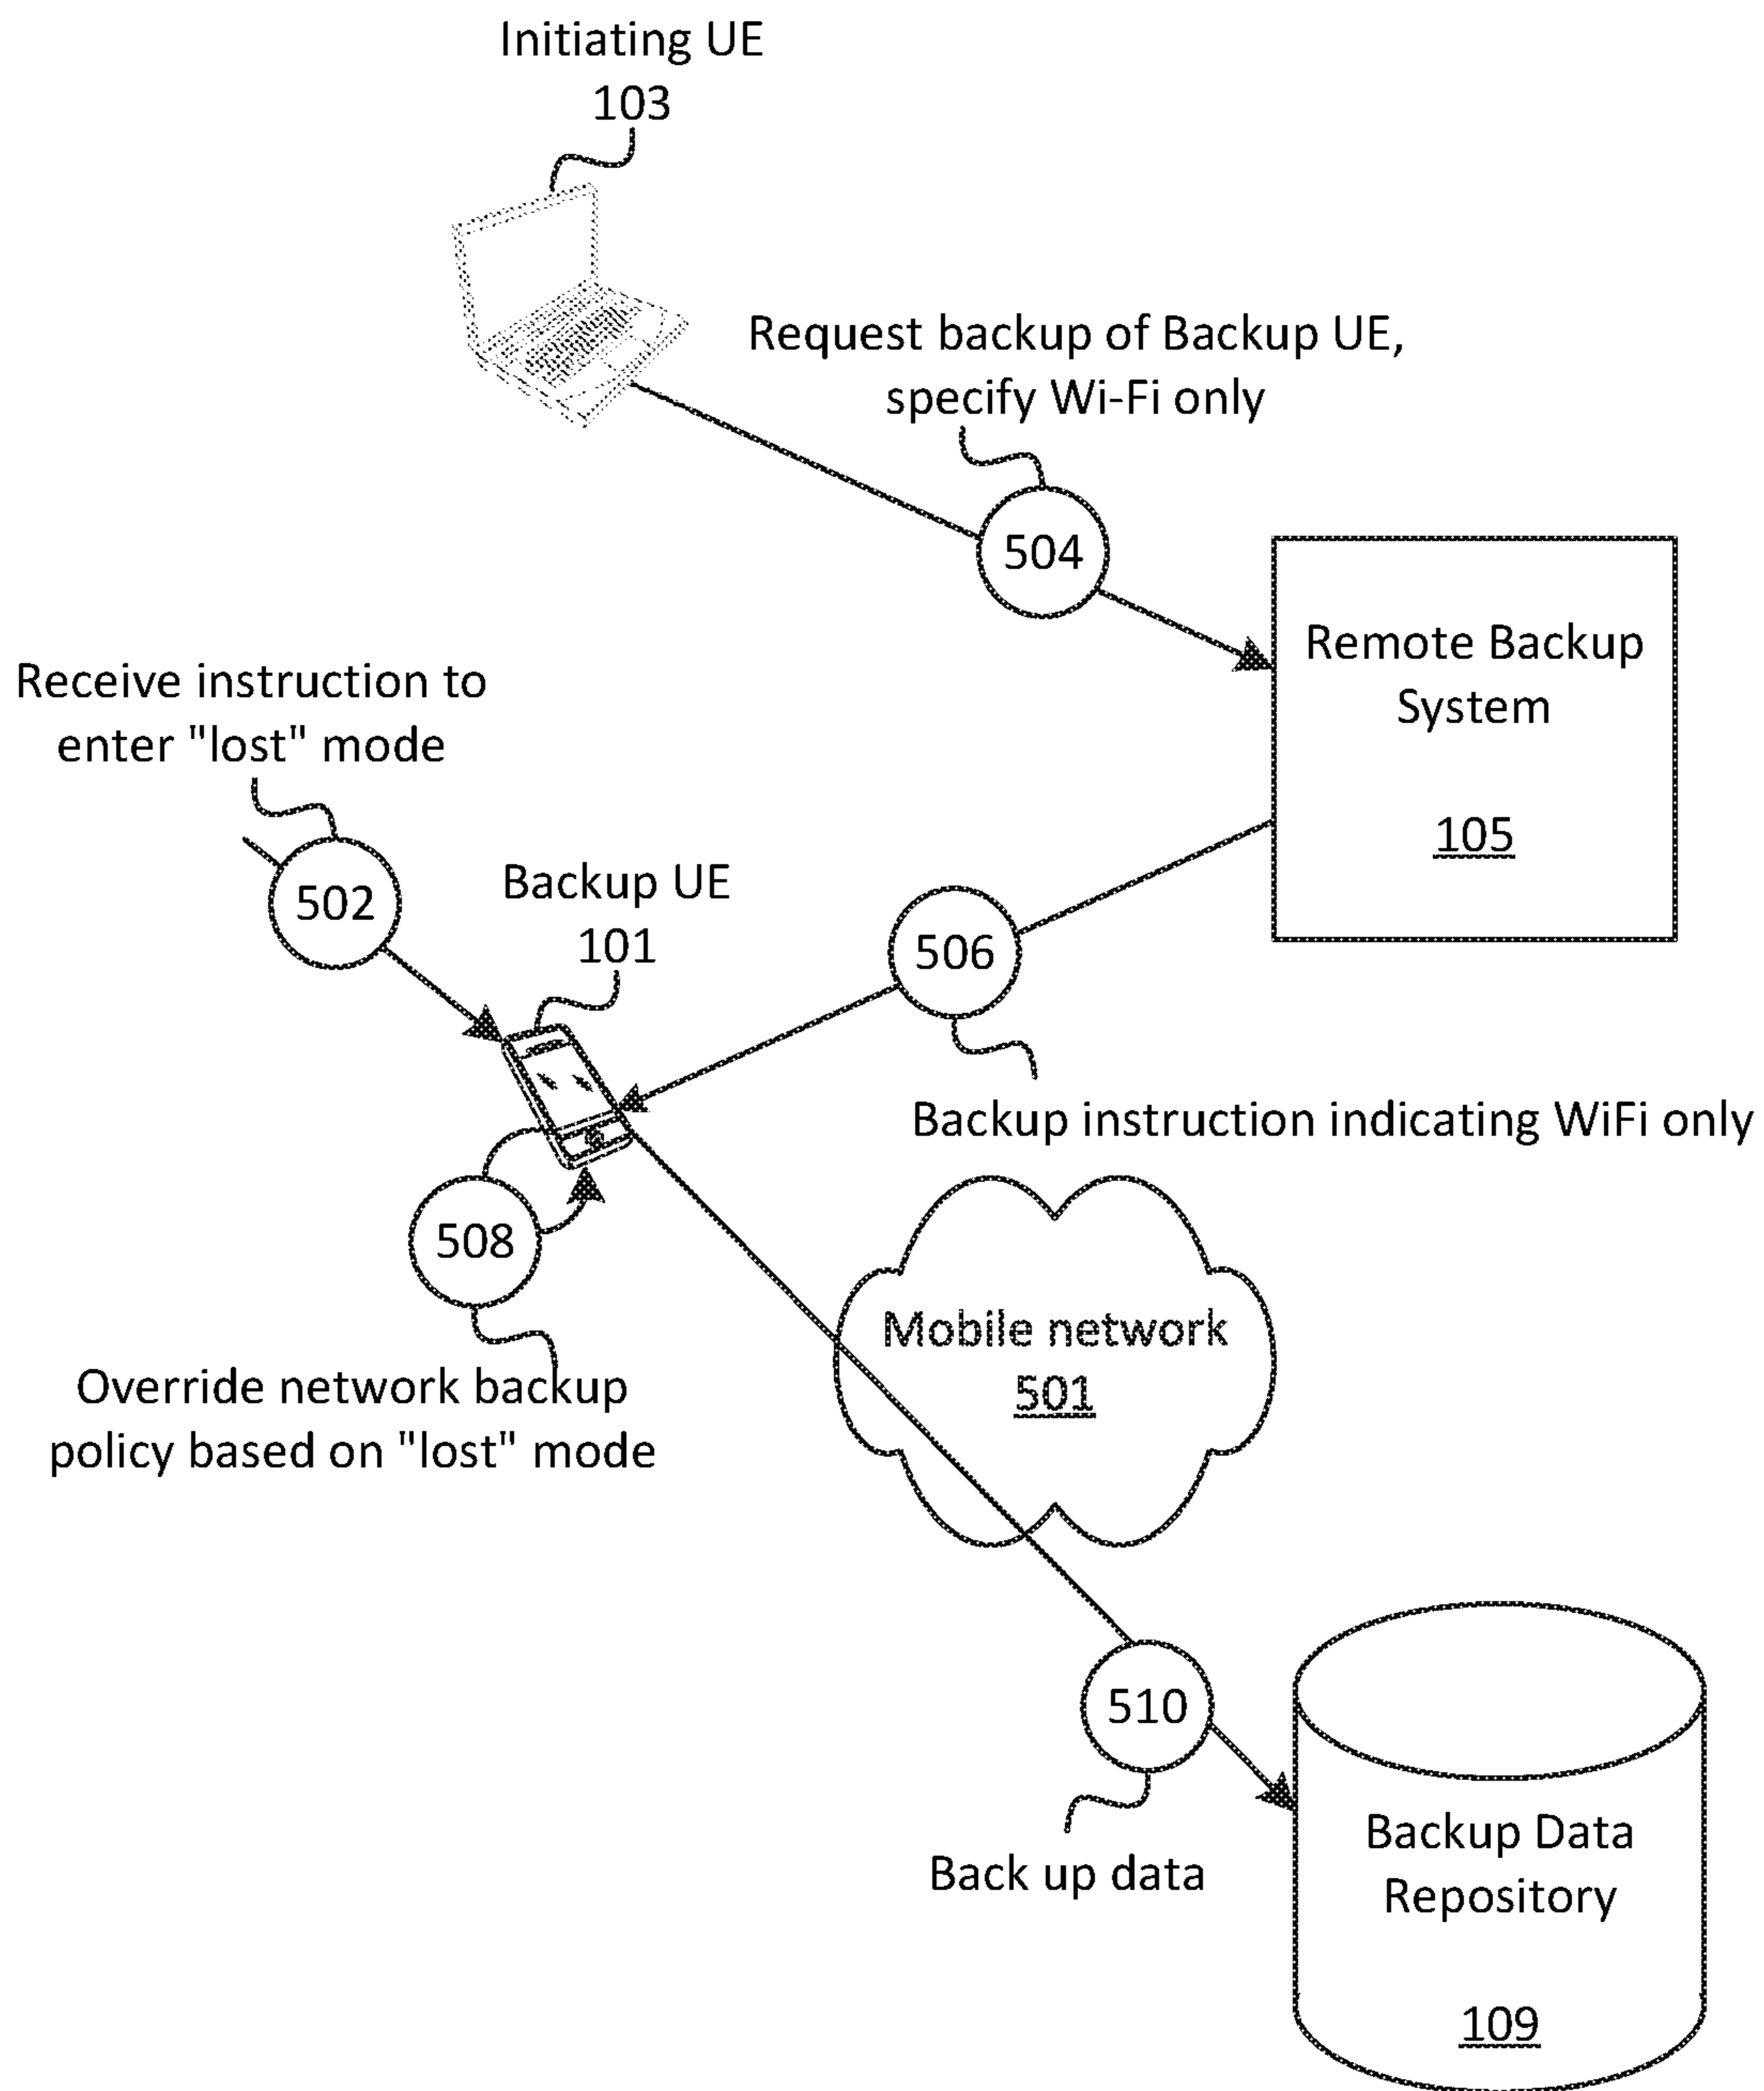 Initiating UE
103
Request backup of Backup UE,
specify Wi-Fi only
504
Remote Backup
System
105
Receive instruction to
enter "lost" mode
502
Backup UE
101
506
Backup instruction indicating WiFi only
508
Override network backup
policy based on "lost" mode
Mobile network
501
510
Back up data
Backup Data
Repository
109